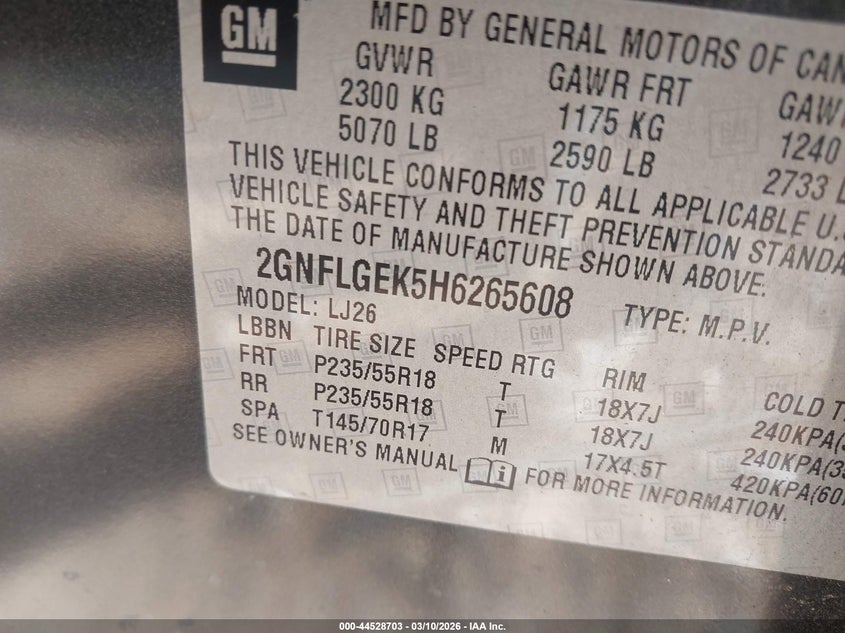 GM
MFD BY GENERAL MOTORS OF CAN
GVWR GAWR FRT GAWR
2300 KG 1175 KG 1240
5070 LB 2590 LB 2733 L
THIS VEHICLE CONFORMS TO ALL APPLICABLE U.S
VEHICLE SAFETY AND THEFT PREVENTION STANDA
THE DATE OF MANUFACTURE SHOWN ABOVE.
2GNFLGEK5H6265608 TYPE: M.P.V.
MODEL: LJ26
LBBN TIRE SIZE SPEED RTG RIM COLD T
FRT P235/55R18 T 18X7J 240KPA(3
RR P235/55R18 T 18X7J 240KPA(35
SPA T145/70R17 M 17X4.5T 420KPA(60
SEE OWNER'S MANUAL FOR MORE INFORMATION.
000-44528703 - 03/10/2026 - IAA Inc.